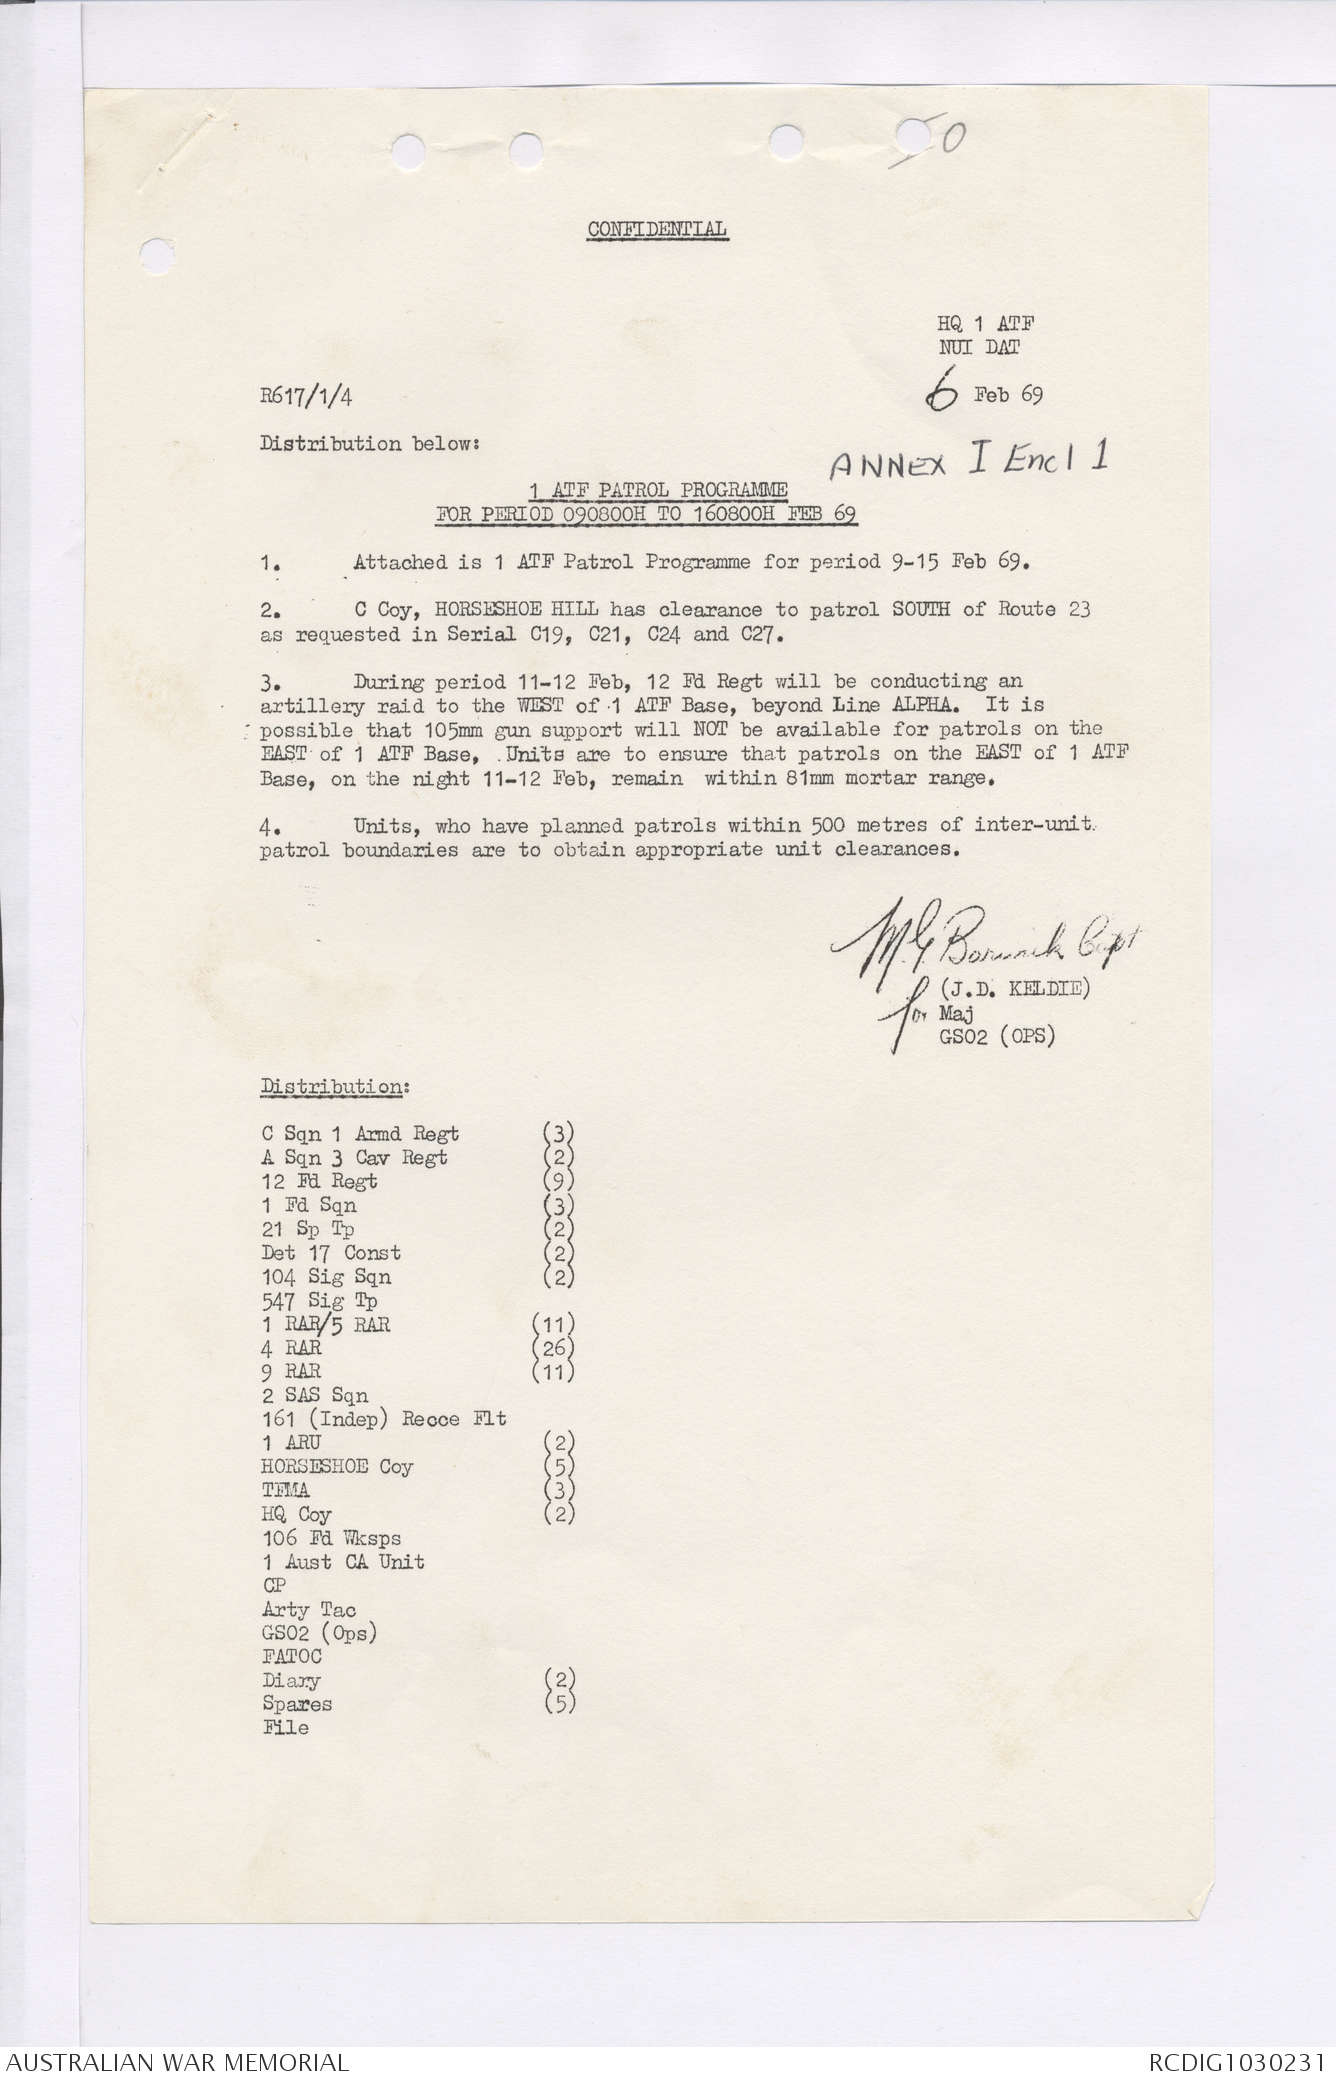 0
CONFIDENTIAL
HQ 1 ATF
NUI DAT
R617/1/4
6 Feb 69
Distribution below:
ANNEX I Encl 1
1 ATF PATROL PROGRAMME
FOR PERIOD 090800H TO 160800H FEB 69
1. Attached is 1 ATF Patrol Programme for period 9-15 Feb 69.
2. C Coy, HORSESHOE HILL has clearance to patrol SOUTH of Route 23
as requested in Serial C19, C21, C24 and C27.
3. During period 11-12 Feb, 12 Fd Regt will be conducting an
artillery raid to the WEST of 1 ATF Base, beyond Line ALPHA. It is
possible that 105mm gun support will NOT be available for patrols on the
EAST of 1 ATF Base, Units are to ensure that patrols on the EAST of 1 ATF
Base, on the night 11-12 Feb, remain within 81mm mortar range.
4. Units, who have planned patrols within 500 metres of inter-unit
patrol boundaries are to obtain appropriate unit clearances.
M.G. Capt
(J.D. KELDIE)
for Maj
GSO2 (OPS)
Distribution:
C Sqn 1 Armd Regt (3)
A Sqn 3 Cav Regt (2)
12 Fd Regt (9)
1 Fd Sqn (3)
21 Sp Tp (2)
Det 17 Const (2)
104 Sig Sqn (2)
547 Sig Tp
1 RAR/5 RAR (11)
4 RAR (26)
9 RAR (11)
2 SAS Sqn
161 (Indep) Recce Flt
1 ARU (2)
HORSESHOE Coy (5)
TFMA (3)
HQ Coy (2)
106 Fd Wksps
1 Aust CA Unit
CP
Arty Tac
GSO2 (Ops)
FATOC
Diary (2)
Spares (5)
File
AUSTRALIAN WAR MEMORIAL
RCDIG1030231